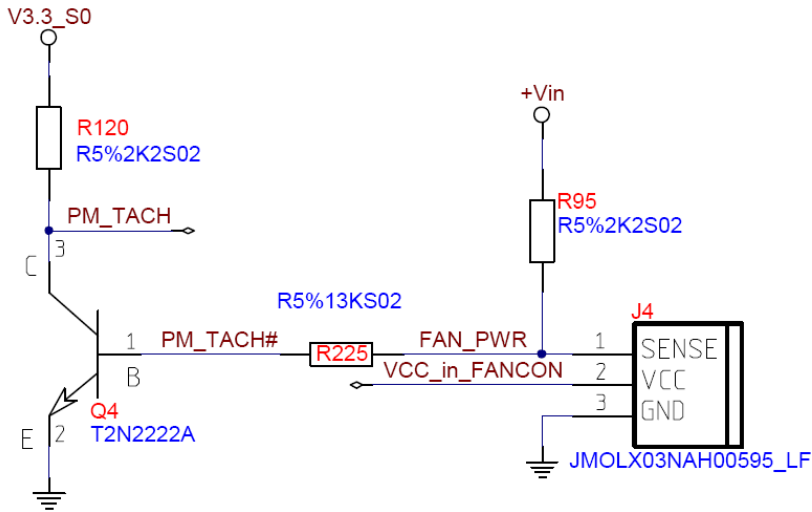 V3.3_S0
R120
R5%2K2S02
PM_TACH
3
C
1
B
Q4
T2N2222A
E
2
PM_TACH#
R5%13KS02
R225
FAN_PWR
VCC_in_FANCON
+Vin
R95
R5%2K2S02
J4
1
SENSE
2
VCC
3
GND
JMOLX03NAH00595_LF